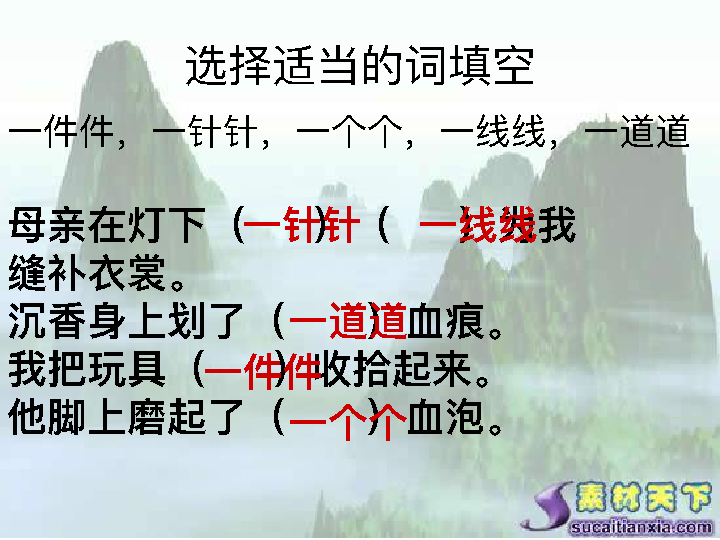 选择适当的词填空
一件件，一针针，一个个，一线线，一道道
母亲在灯下（一针针）（一线线）为我
缝补衣裳。
沉香身上划了（一道道）血痕。
我把玩具（一件件）收拾起来。
他脚上磨起了（一个个）血泡。
素材天下
sucaitianxia.com